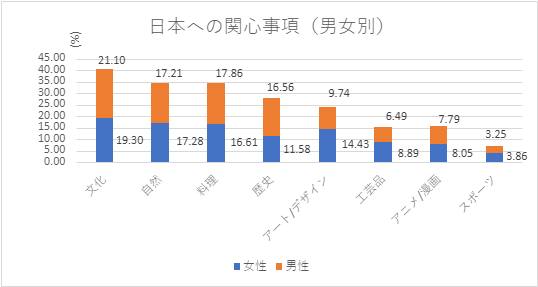 日本への関心事項（男女別）
(%)
45.00
40.00
35.00
30.00
25.00
20.00
15.00
10.00
5.00
0.00
21.10
17.21
17.86
16.56
9.74
6.49
7.79
3.25
19.30
17.28
16.61
11.58
14.43
8.89
8.05
3.86
文化
自然
料理
歴史
アート/デザイン
工芸品
アニメ/漫画
スポーツ
女性
男性